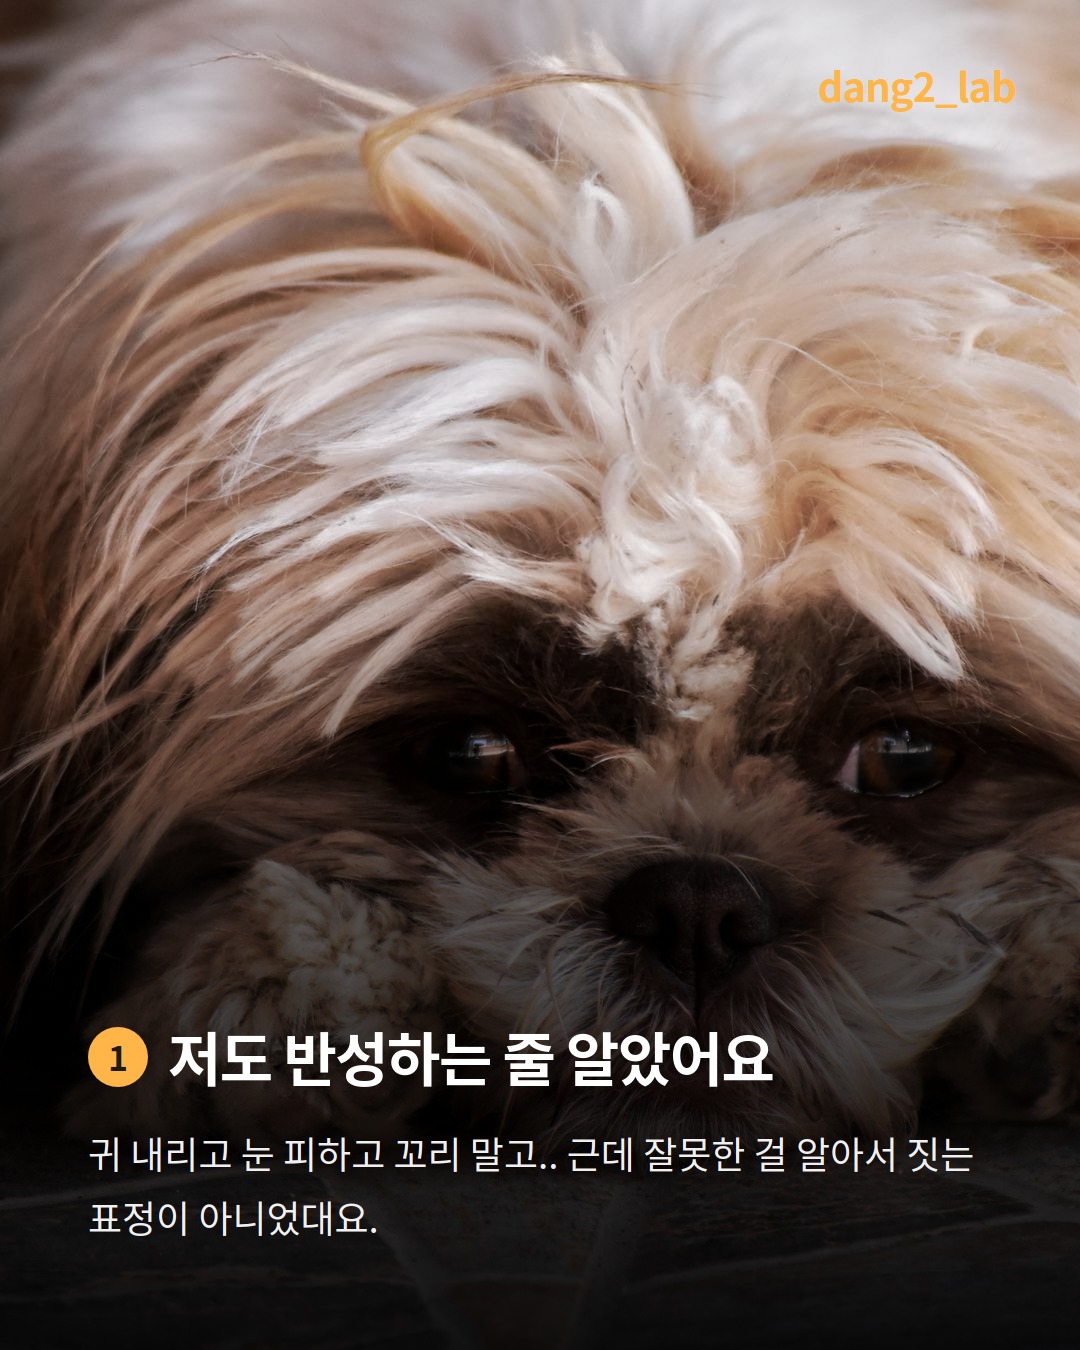 dang2_lab
1 저도 반성하는 줄 알았어요
귀 내리고 눈 피하고 꼬리 말고.. 근데 잘못한 걸 알아서 짓는
표정이 아니었대요.